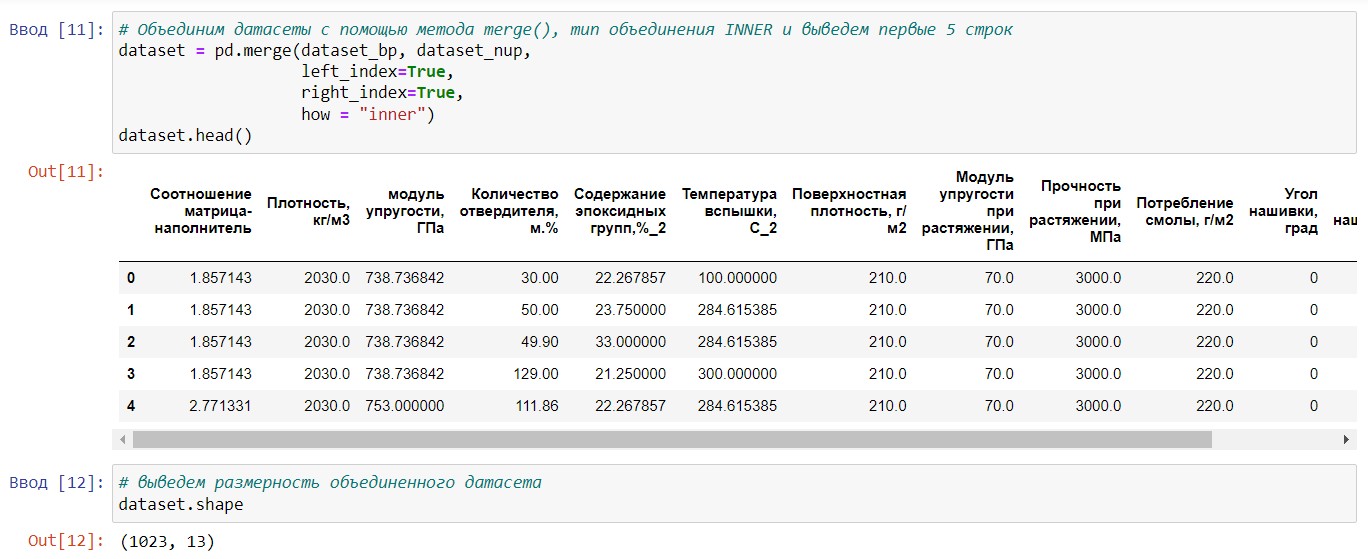 Ввод [11]: # Объединим датасеты с помощью метода merge(), тип объединения INNER и выведем первые 5 строк
dataset = pd.merge(dataset_bp, dataset_nup,
left_index=True,
right_index=True,
how = "inner")
dataset.head()
Out[11]:
Соотношение матрица-наполнитель Плотность, кг/м3 модуль упругости, ГПа Количество отвердителя, м.% Содержание эпоксидных групп,%_2 Температура вспышки, С_2 Поверхностная плотность, г/м2 Модуль упругости при растяжении, ГПа Прочность при растяжении, МПа Потребление смолы, г/м2 Угол нашивки, град наш
0 1.857143 2030.0 738.736842 30.00 22.267857 100.000000 210.0 70.0 3000.0 220.0 0
1 1.857143 2030.0 738.736842 50.00 23.750000 284.615385 210.0 70.0 3000.0 220.0 0
2 1.857143 2030.0 738.736842 49.90 33.000000 284.615385 210.0 70.0 3000.0 220.0 0
3 1.857143 2030.0 738.736842 129.00 21.250000 300.000000 210.0 70.0 3000.0 220.0 0
4 2.771331 2030.0 753.000000 111.86 22.267857 284.615385 210.0 70.0 3000.0 220.0 0
Ввод [12]: # выведем размерность объединенного датасета
dataset.shape
Out[12]: (1023, 13)